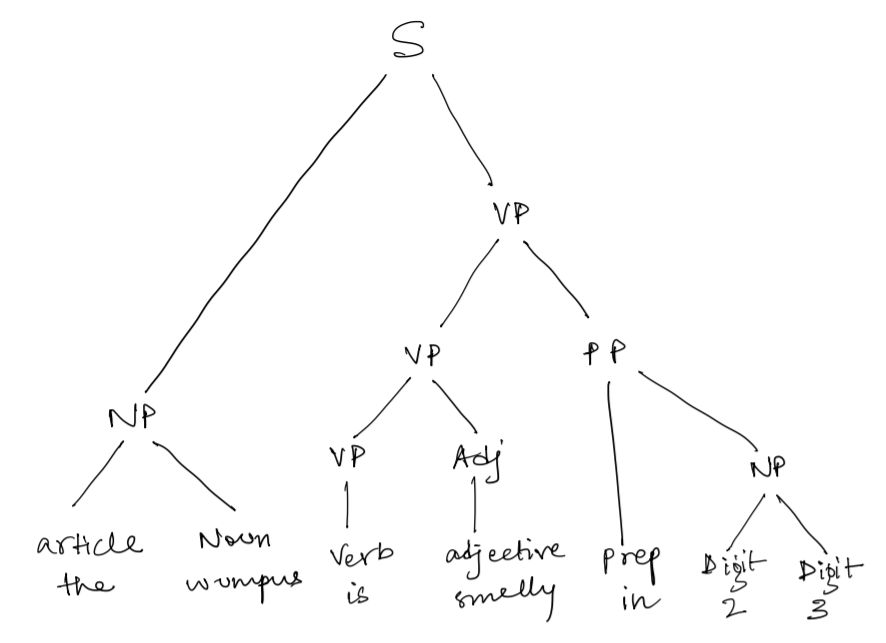 S
VP
VP PP
NP
VP Adj
NP
article Noun Verb adjective prep Digit Digit
the wumpus is smelly in 2 3